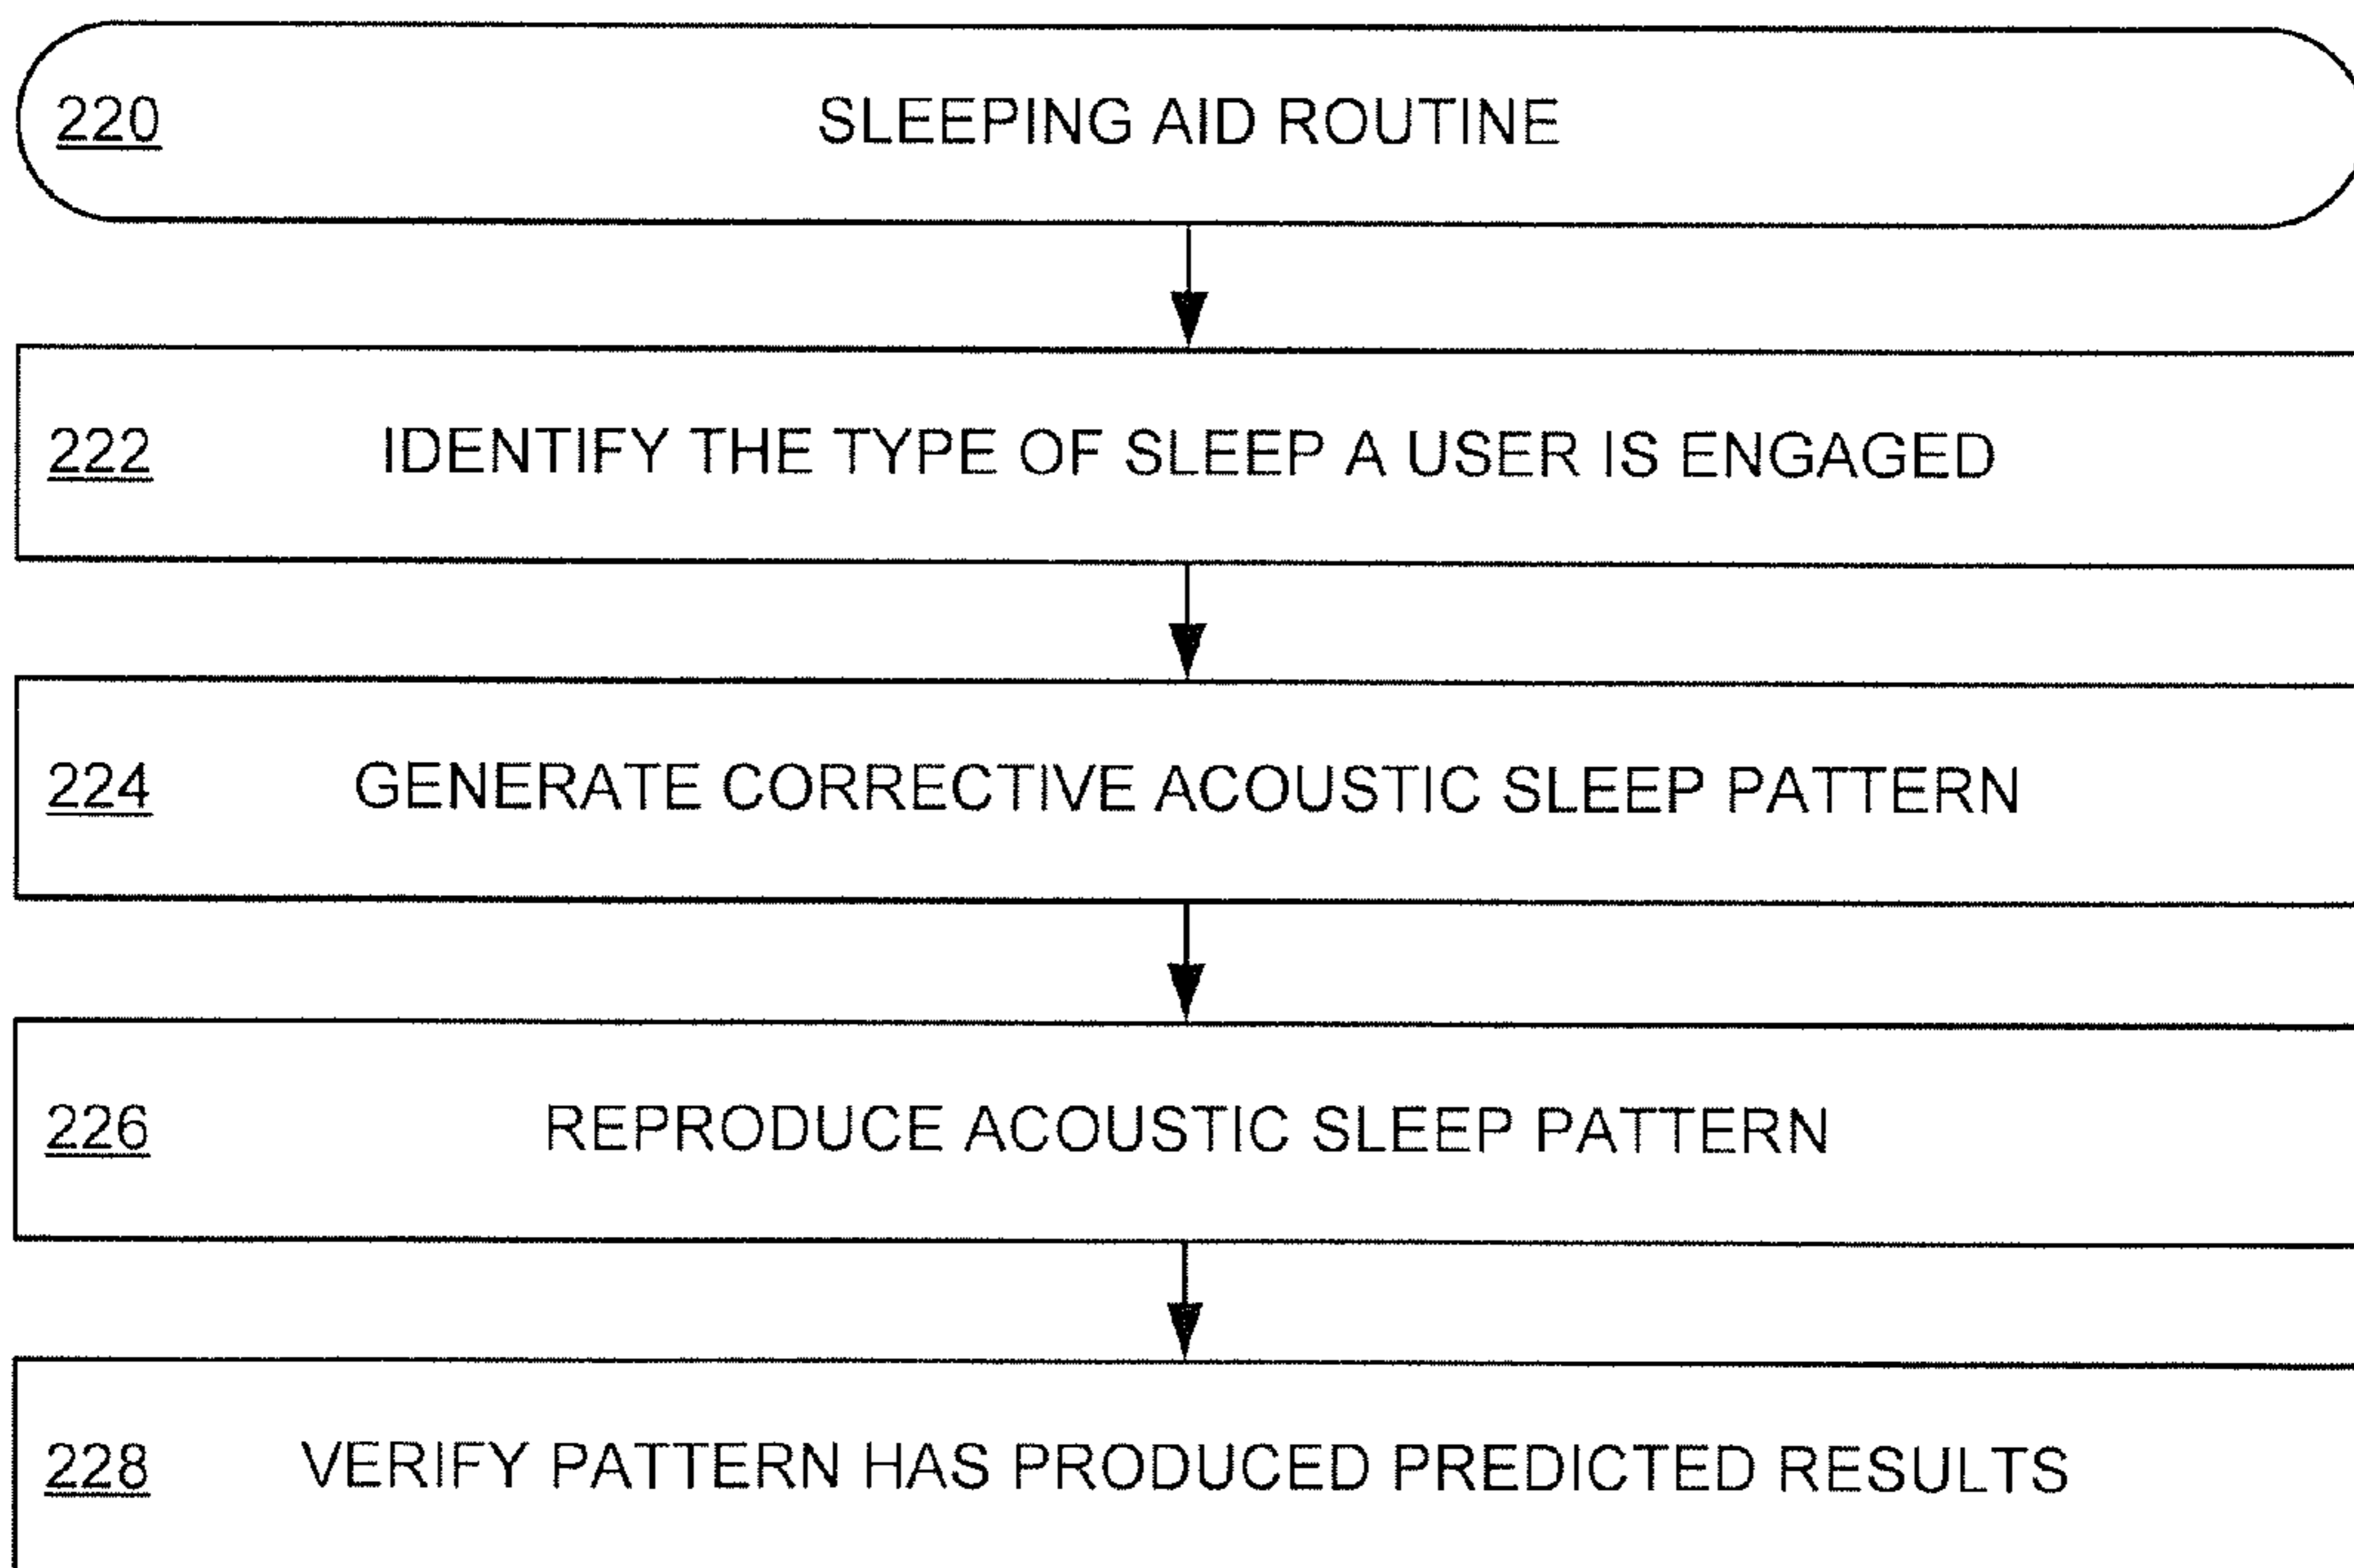 220 SLEEPING AID ROUTINE
222 IDENTIFY THE TYPE OF SLEEP A USER IS ENGAGED
224 GENERATE CORRECTIVE ACOUSTIC SLEEP PATTERN
226 REPRODUCE ACOUSTIC SLEEP PATTERN
228 VERIFY PATTERN HAS PRODUCED PREDICTED RESULTS